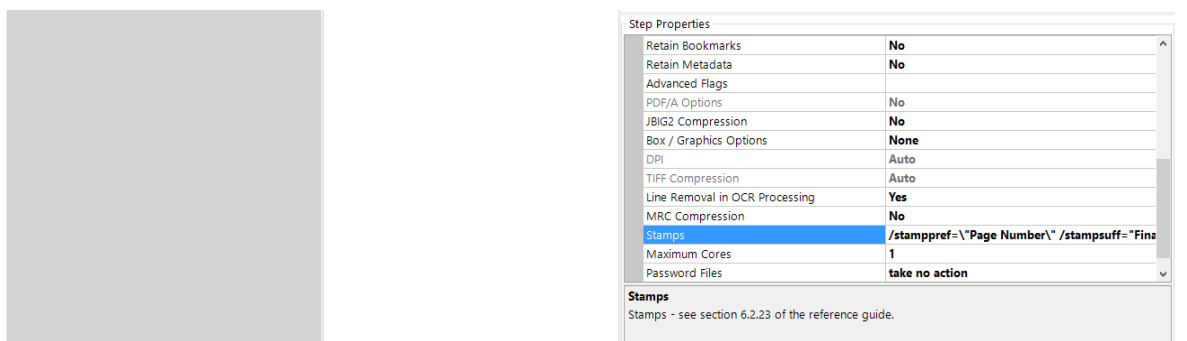 Step Properties
Retain Bookmarks No
Retain Metadata No
Advanced Flags
PDF/A Options No
JBIG2 Compression No
Box / Graphics Options None
DPI Auto
TIFF Compression Auto
Line Removal in OCR Processing Yes
MRC Compression No
Stamps /stamppref=\"Page Number\" /stampsuff="Fina
Maximum Cores 1
Password Files take no action
Stamps
Stamps - see section 6.2.23 of the reference guide.